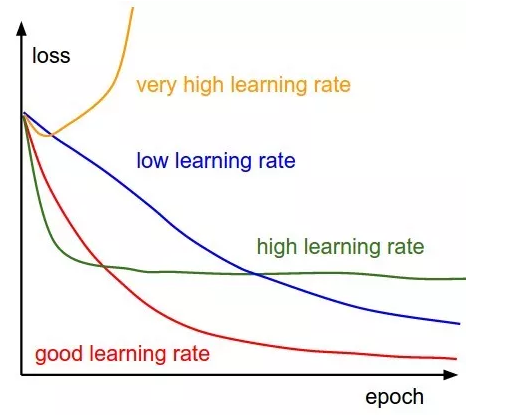 loss
very high learning rate
low learning rate
high learning rate
good learning rate
epoch